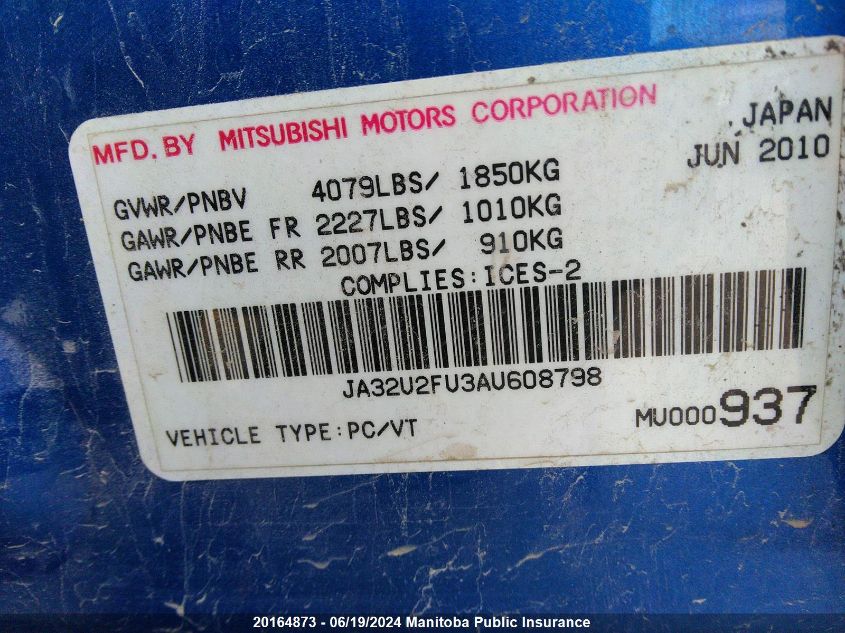 MFD. BY MITSUBISHI MOTORS CORPORATION JAPAN
JUN 2010
GVWR/PNBV 4079LBS/ 1850KG
GAWR/PNBE FR 2227LBS/ 1010KG
GAWR/PNBE RR 2007LBS/ 910KG
COMPLIES:ICES-2
JA32U2FU3AU608798
VEHICLE TYPE:PC/VT MU000937
20164873 / 06/19/2024 Manitoba Public Insurance